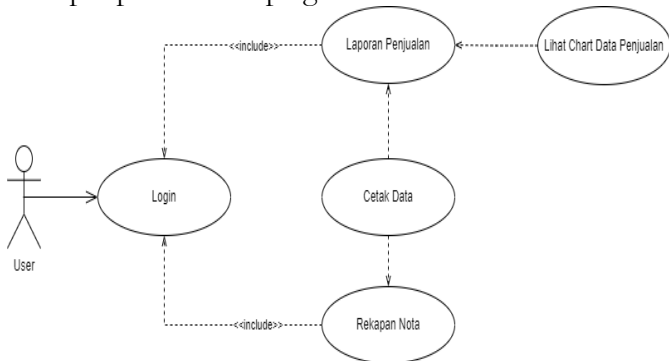 <<include>>
Laporan Penjualan
Lihat Chart Data Penjualan
Login
Cetak Data
User
<<include>>
Rekapan Nota